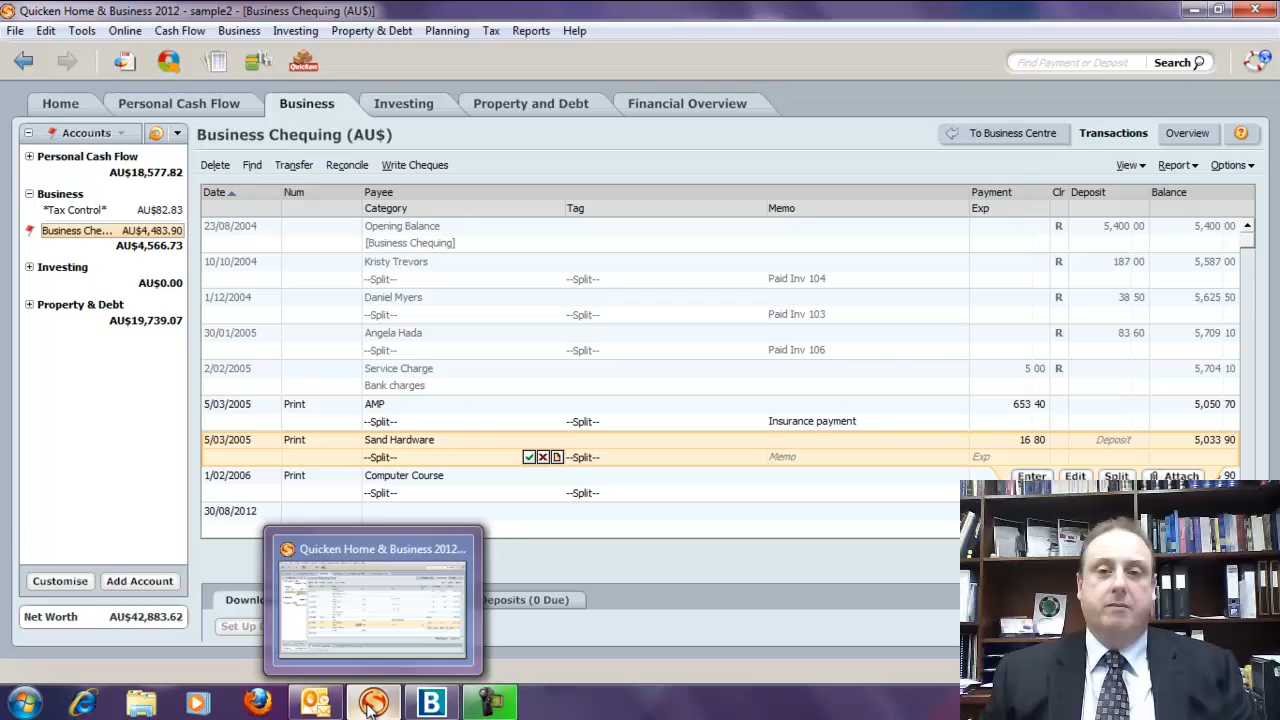 Quicken Home & Business 2012 - sample2 - [Business Chequing (AU$)]
File Edit Tools Online Cash Flow Business Investing Property & Debt Planning Tax Reports Help
Quicken Find Payment or Deposit Search
Home Personal Cash Flow Business Investing Property and Debt Financial Overview
Accounts
Personal Cash Flow
AU$18,577.82
Business
*Tax Control* AU$82.83
Business Che... AU$4,483.90
AU$4,566.73
Investing
AU$0.00
Property & Debt
AU$19,739.07
Customise Add Account
Net Worth AU$42,883.62
Business Chequing (AU$) To Business Centre Transactions Overview ?
Delete Find Transfer Reconcile Write Cheques View Report Options
Date Num Payee Payment Clr Deposit Balance
Category Tag Memo Exp
23/08/2004 Opening Balance R 5,400 00 5,400 00
[Business Chequing]
10/10/2004 Kristy Trevors R 187 00 5,587 00
--Split-- --Split-- Paid Inv 104
1/12/2004 Daniel Myers R 38 50 5,625 50
--Split-- --Split-- Paid Inv 103
30/01/2005 Angela Hada R 83 60 5,709 10
--Split-- --Split-- Paid Inv 106
2/02/2005 Service Charge 5 00 R 5,704 10
Bank charges
5/03/2005 Print AMP 653 40 5,050 70
--Split-- --Split-- Insurance payment
5/03/2005 Print Sand Hardware 16 80 Deposit 5,033 90
--Split-- --Split-- Memo Exp
1/02/2006 Print Computer Course Enter Edit Split Attach 90
--Split-- --Split--
30/08/2012
Quicken Home & Business 2012...
Deposits (0 Due)
Set Up
B